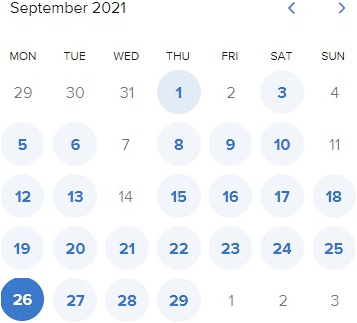 September 2021
MON TUE WED THU FRI SAT SUN
29 30 31 1 2 3 4
5 6 7 8 9 10 11
12 13 14 15 16 17 18
19 20 21 22 23 24 25
26 27 28 29 1 2 3